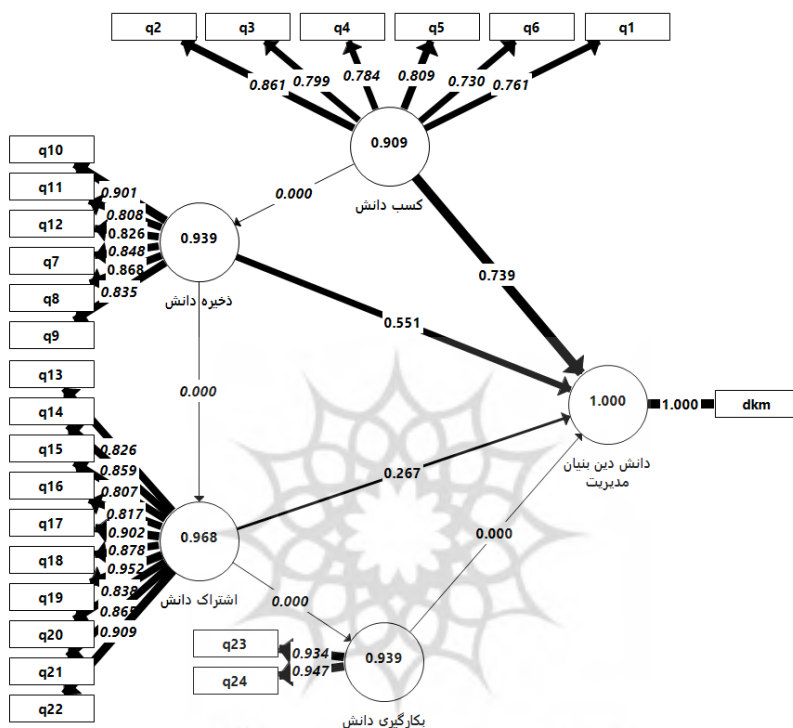 q2 q3 q4 q5 q6 q1
0.861 0.799 0.784 0.809 0.730 0.761
0.909
کسب دانش
q10
q11
q12
q7
q8
q9
0.901
0.808
0.826
0.848
0.868
0.835
0.939
ذخیره دانش
0.000
0.739
0.551
0.000
1.000
1.000
dkm
دانش دین بنیان
مدیریت
0.267
0.000
q13
q14
q15
q16
q17
q18
q19
q20
q21
q22
0.826
0.859
0.807
0.817
0.902
0.878
0.952
0.838
0.865
0.909
0.968
اشتراک دانش
0.000
q23
q24
0.934
0.947
0.939
بکارگیری دانش